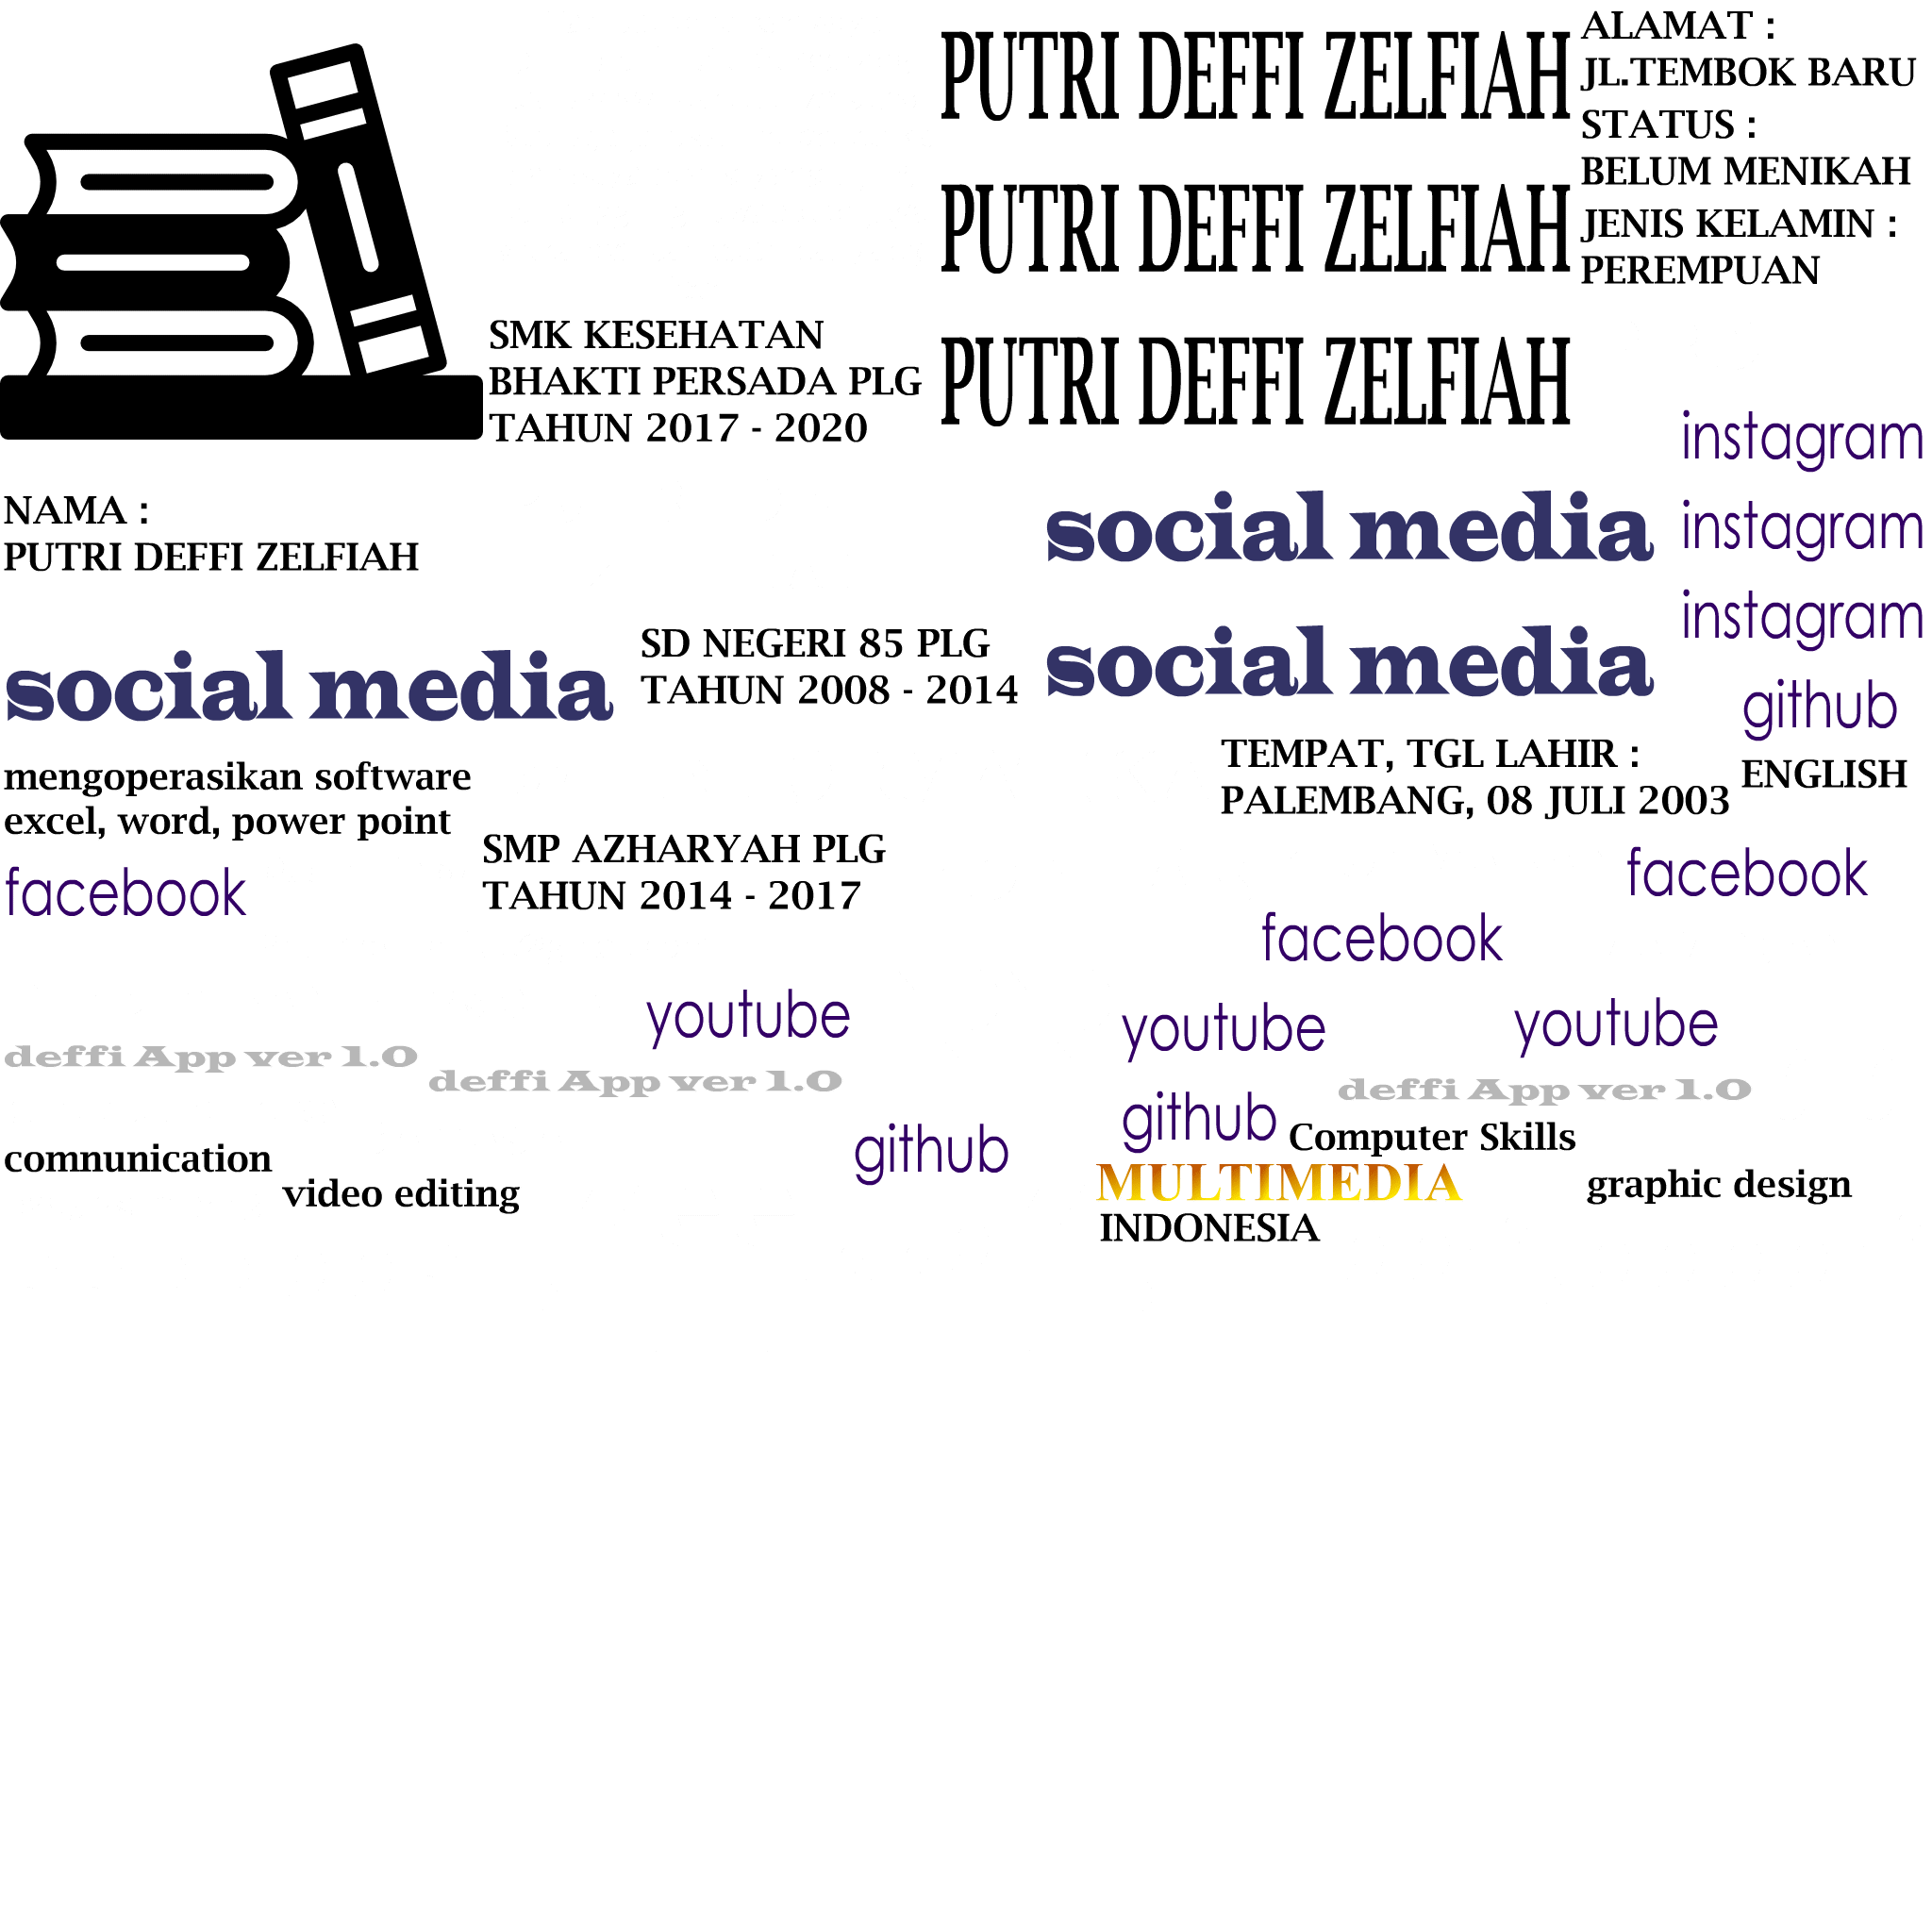 PUTRI DEFFI ZELFIAH
PUTRI DEFFI ZELFIAH
PUTRI DEFFI ZELFIAH
ALAMAT :
JL.TEMBOK BARU
STATUS :
BELUM MENIKAH
JENIS KELAMIN :
PEREMPUAN
SMK KESEHATAN
BHAKTI PERSADA PLG
TAHUN 2017 - 2020
instagram
instagram
instagram
NAMA :
PUTRI DEFFI ZELFIAH
social media
social media
social media
SD NEGERI 85 PLG
TAHUN 2008 - 2014
github
TEMPAT, TGL LAHIR :
PALEMBANG, 08 JULI 2003
ENGLISH
mengoperasikan software
excel, word, power point
SMP AZHARYAH PLG
TAHUN 2014 - 2017
facebook
facebook
facebook
youtube
youtube
youtube
deffi App ver 1.0
deffi App ver 1.0
deffi App ver 1.0
github
github
Computer Skills
communication
video editing
MULTIMEDIA
graphic design
INDONESIA